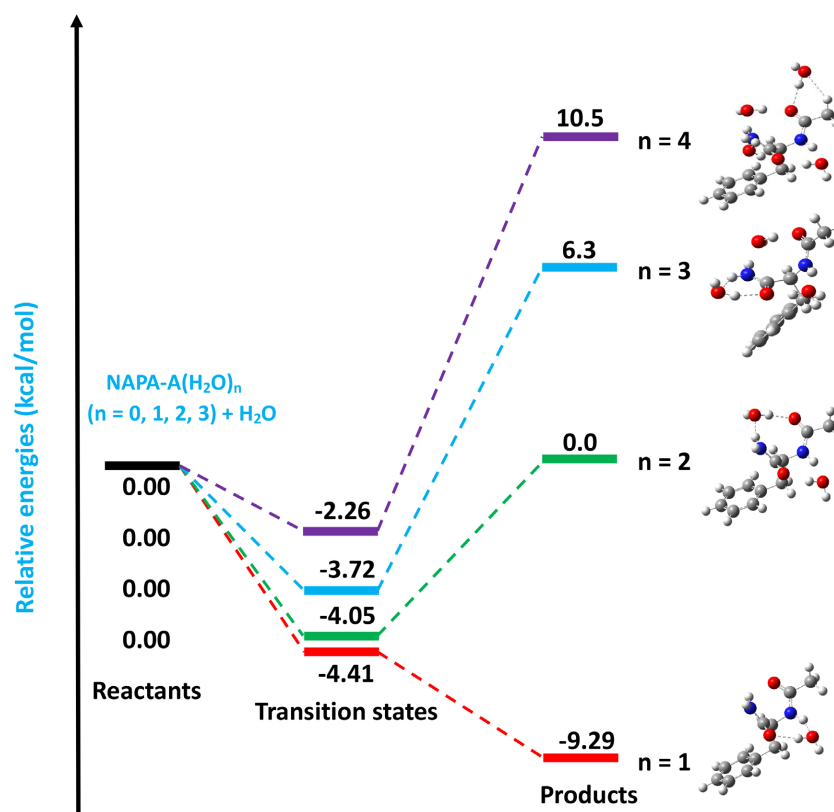 10.5
n = 4
6.3
n = 3
Relative energies (kcal/mol)
NAPA-A(H₂O)ₙ
(n = 0, 1, 2, 3) + H₂O
0.0
n = 2
0.00
-2.26
0.00
-3.72
0.00
-4.05
0.00
-4.41
Reactants
Transition states
-9.29
n = 1
Products